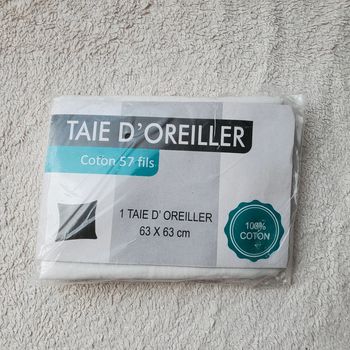 TAIE D'OREILLER
Coton 57 fils
1 TAIE D' OREILLER
63 X 63 cm
100%
COTON